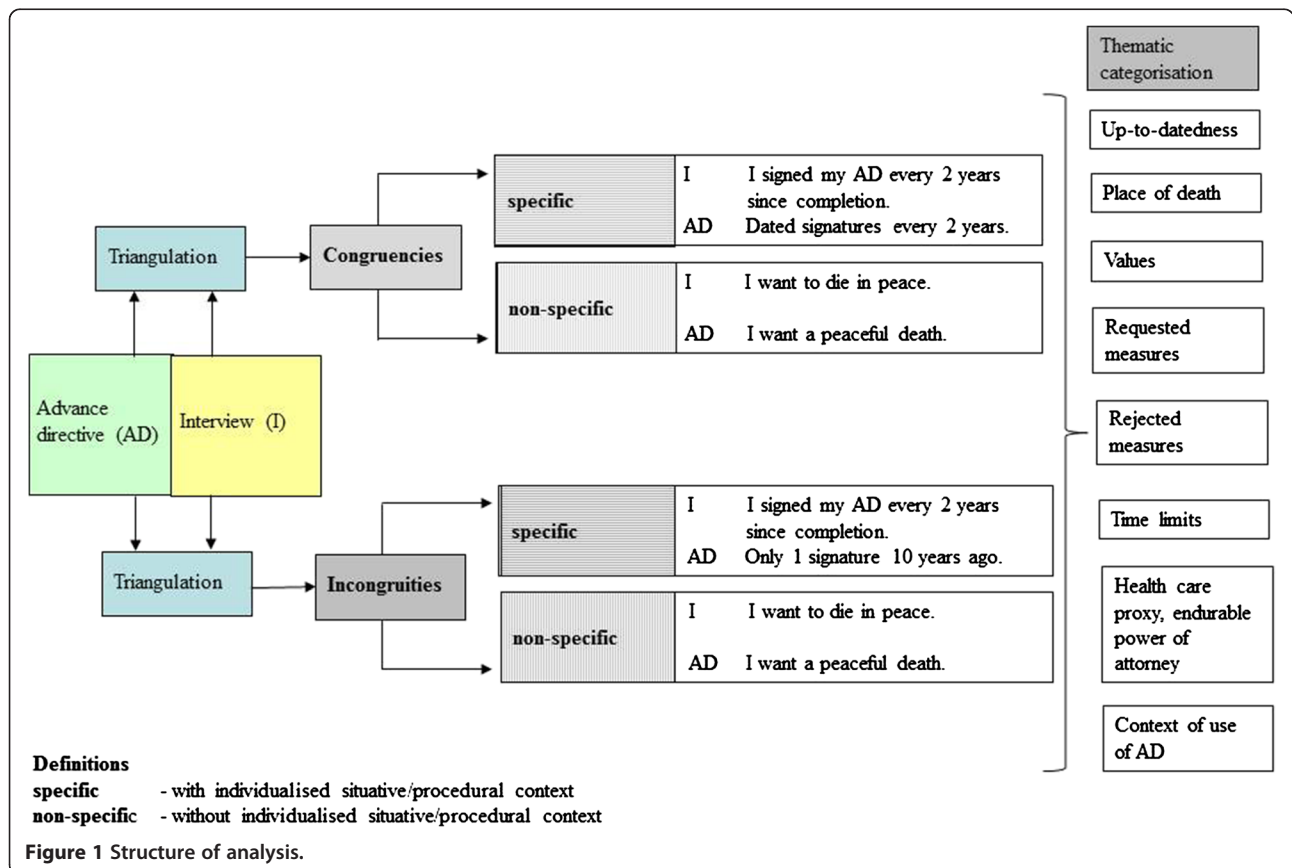 Thematic
categorisation
Up-to-datedness
Place of death
Values
Requested
measures
Rejected
measures
Time limits
Health care
proxy, endurable
power of
attorney
Context of use
of AD
Triangulation
Congruencies
specific
I I signed my AD every 2 years
since completion.
AD Dated signatures every 2 years.
non-specific
I I want to die in peace.
AD I want a peaceful death.
Advance
directive (AD)
Interview (I)
Triangulation
Incongruities
specific
I I signed my AD every 2 years
since completion.
AD Only 1 signature 10 years ago.
non-specific
I I want to die in peace.
AD I want a peaceful death.
Definitions
specific - with individualised situative/procedural context
non-specific - without individualised situative/procedural context
Figure 1 Structure of analysis.